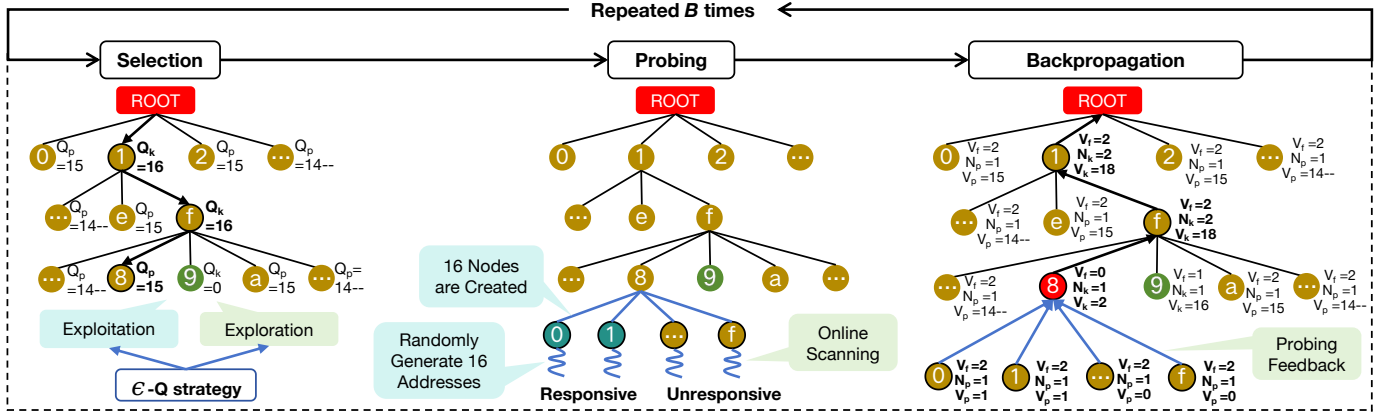 Repeated B times
Selection
Probing
Backpropagation
ROOT
0
Qp
=15
1
Qk
=16
2
Qp
=15
...
Qp
=14--
...
Qp
=14--
e
Qp
=15
f
Qk
=16
...
Qp
=14--
8
Qp
=15
9
Qk
=0
a
Qp
=15
...
Qp=
14--
Exploitation
Exploration
ϵ-Q strategy
ROOT
0
1
2
...
...
e
f
...
8
9
a
...
16 Nodes
are Created
0
1
...
f
Randomly
Generate 16
Addresses
Online
Scanning
Responsive
Unresponsive
ROOT
0
Vf=2
Np=1
Vp=15
1
Vf=2
Nk=2
Vk=18
2
Vf=2
Np=1
Vp=15
...
Vf=2
Np=1
Vp=14--
...
Vf=2
Np=1
Vp=14--
e
Vf=2
Np=1
Vp=15
f
Vf=2
Nk=2
Vk=18
...
Vf=2
Np=1
Vp=14--
8
Vf=0
Nk=1
Vk=2
9
Vf=1
Nk=1
Vk=16
a
Vf=2
Np=1
Vp=15
...
Vf=2
Np=1
Vp=14--
Probing
Feedback
0
Vf=2
Np=1
Vp=1
1
Vf=2
Np=1
Vp=1
...
Vf=2
Np=1
Vp=0
f
Vf=2
Np=1
Vp=0